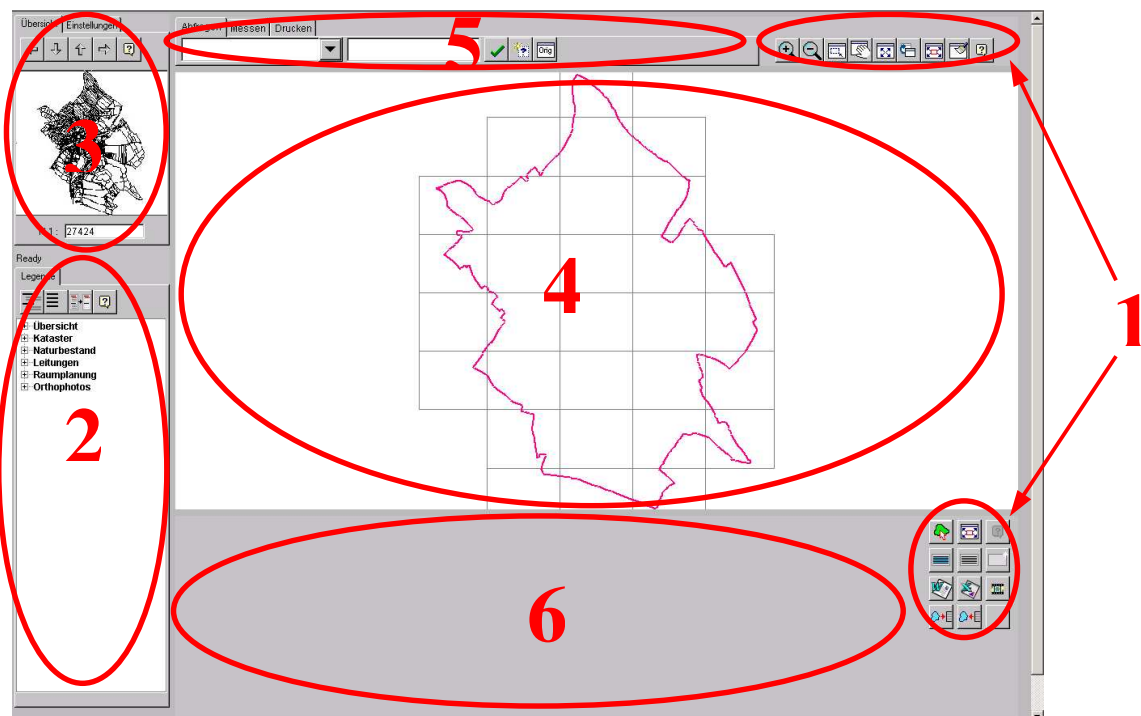 Übersicht Einstellungen
Abfragen Messen Drucken
5
Orig
1
3
27424
Ready
Legende
Übersicht
Kataster
Naturbestand
Leitungen
Raumplanung
Orthophotos
2
4
6